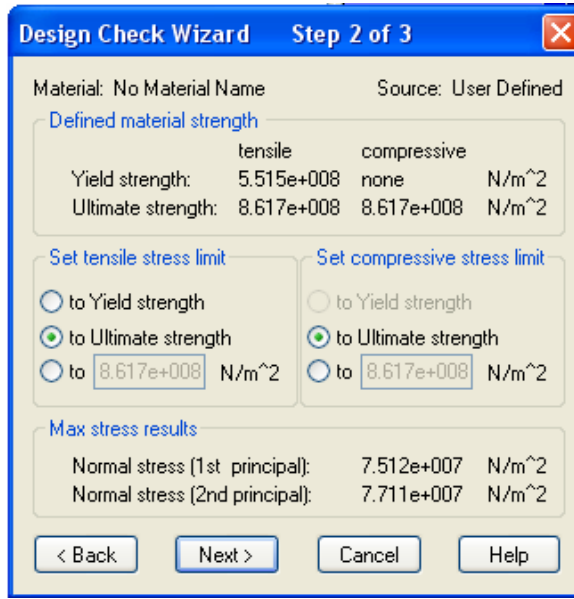 Design Check Wizard Step 2 of 3
Material: No Material Name Source: User Defined
Defined material strength
tensile compressive
Yield strength: 5.515e+008 none N/m^2
Ultimate strength: 8.617e+008 8.617e+008 N/m^2
Set tensile stress limit
to Yield strength
to Ultimate strength
to 8.617e+008 N/m^2
Set compressive stress limit
to Yield strength
to Ultimate strength
to 8.617e+008 N/m^2
Max stress results
Normal stress (1st principal): 7.512e+007 N/m^2
Normal stress (2nd principal): 7.711e+007 N/m^2
< Back Next > Cancel Help